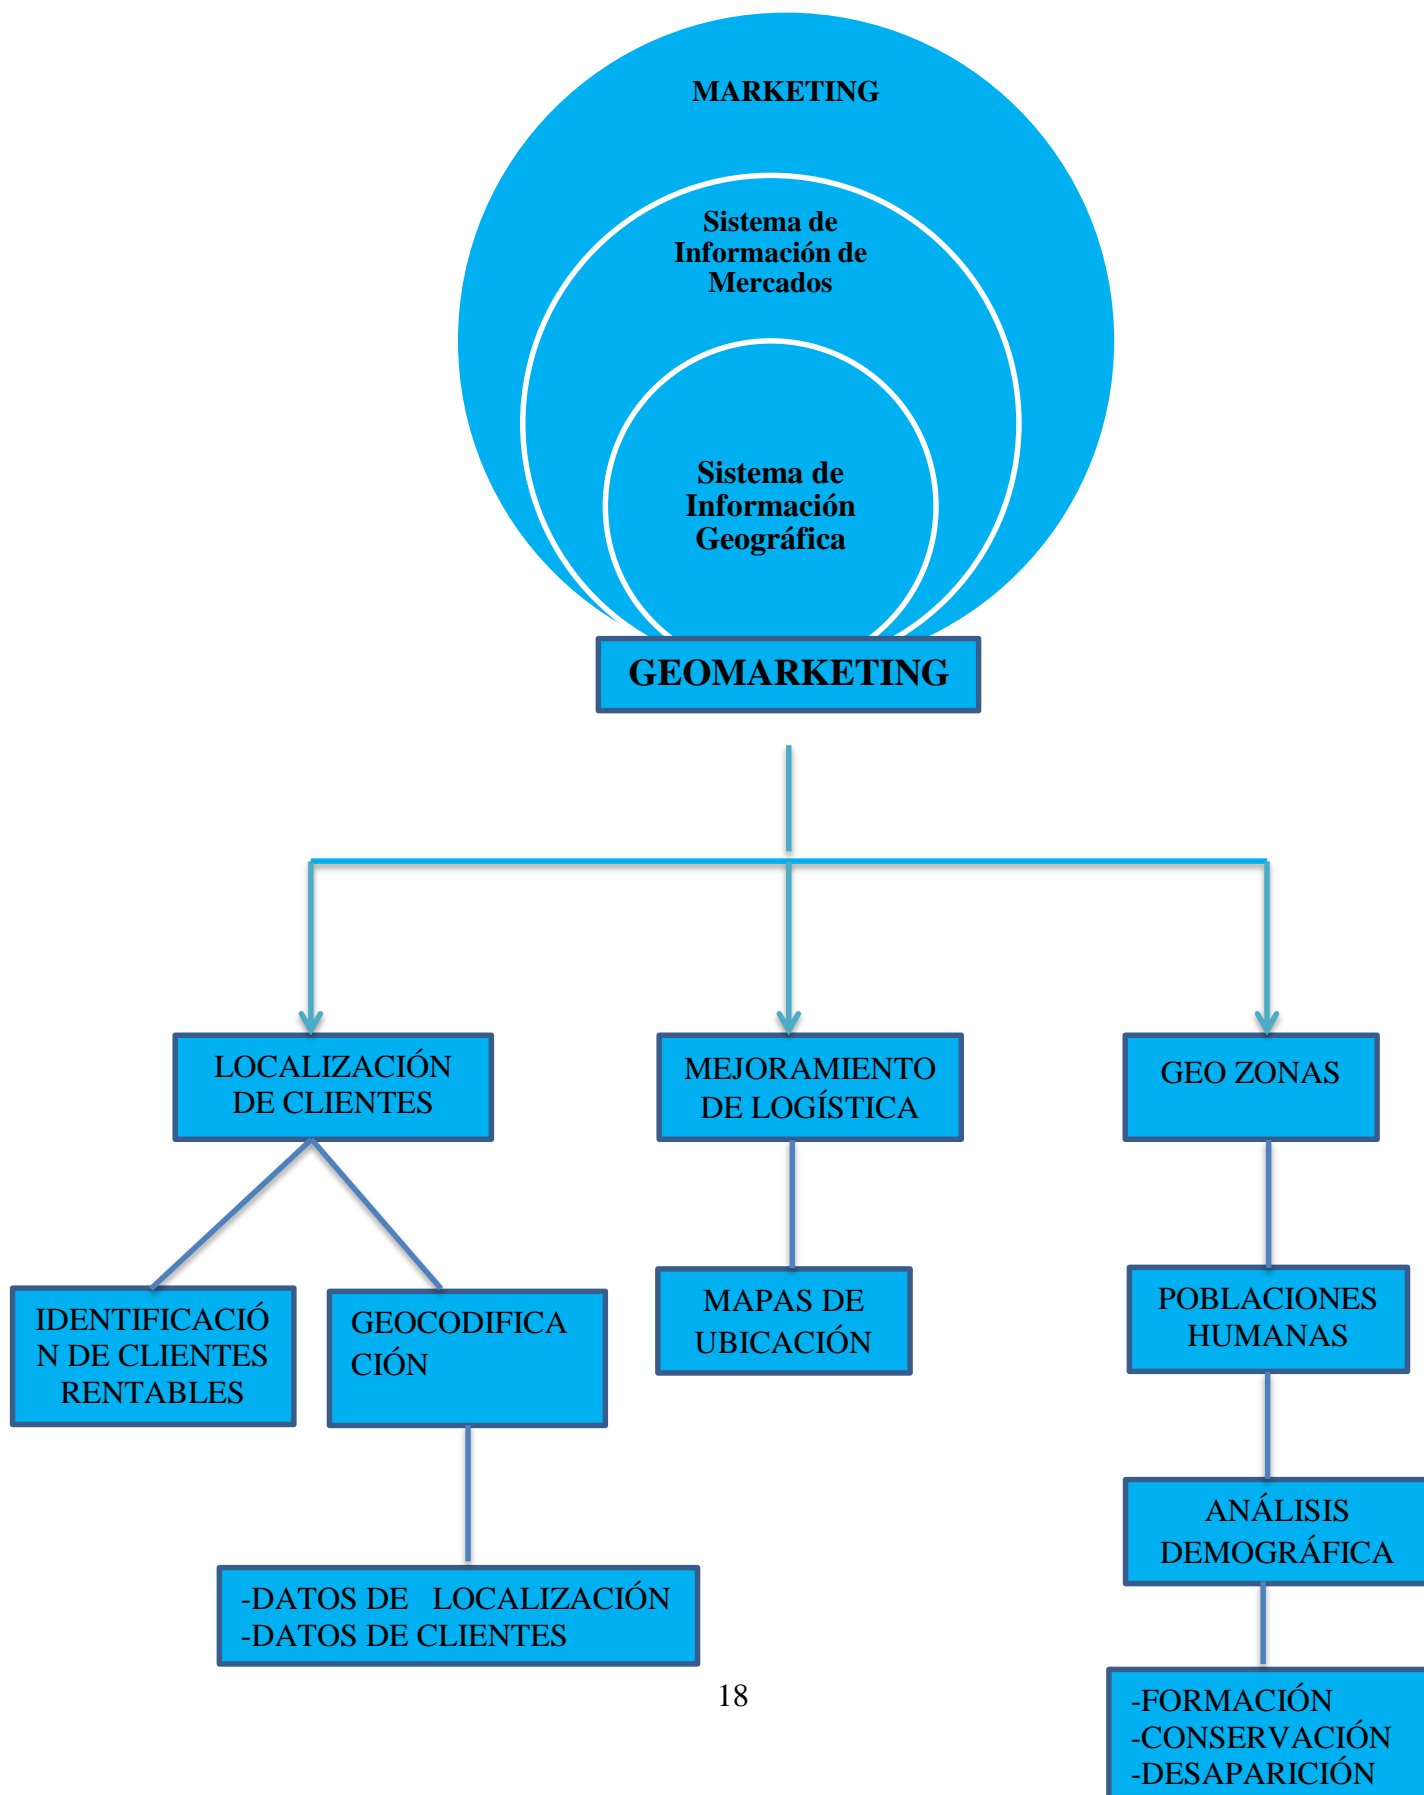 MARKETING
Sistema de
Información de
Mercados
Sistema de
Información
Geográfica
GEOMARKETING
LOCALIZACIÓN
DE CLIENTES
MEJORAMIENTO
DE LOGÍSTICA
GEO ZONAS
IDENTIFICACIÓ
N DE CLIENTES
RENTABLES
GEOCODIFICA
CIÓN
MAPAS DE
UBICACIÓN
POBLACIONES
HUMANAS
ANÁLISIS
DEMOGRÁFICA
-DATOS DE LOCALIZACIÓN
-DATOS DE CLIENTES
-FORMACIÓN
-CONSERVACIÓN
-DESAPARICIÓN
18